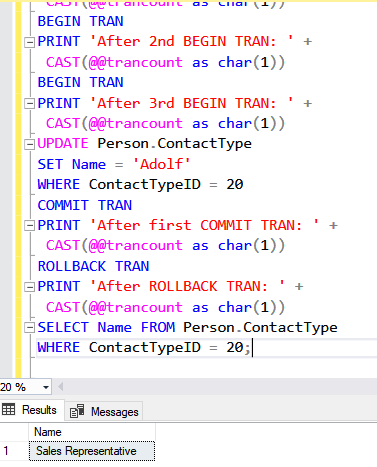 CAST(@@trancount as char(1))
BEGIN TRAN
PRINT 'After 2nd BEGIN TRAN: ' +
CAST(@@trancount as char(1))
BEGIN TRAN
PRINT 'After 3rd BEGIN TRAN: ' +
CAST(@@trancount as char(1))
UPDATE Person.ContactType
SET Name = 'Adolf'
WHERE ContactTypeID = 20
COMMIT TRAN
PRINT 'After first COMMIT TRAN: ' +
CAST(@@trancount as char(1))
ROLLBACK TRAN
PRINT 'After ROLLBACK TRAN: ' +
CAST(@@trancount as char(1))
SELECT Name FROM Person.ContactType
WHERE ContactTypeID = 20;
20 %
Results Messages
Name
1 Sales Representative